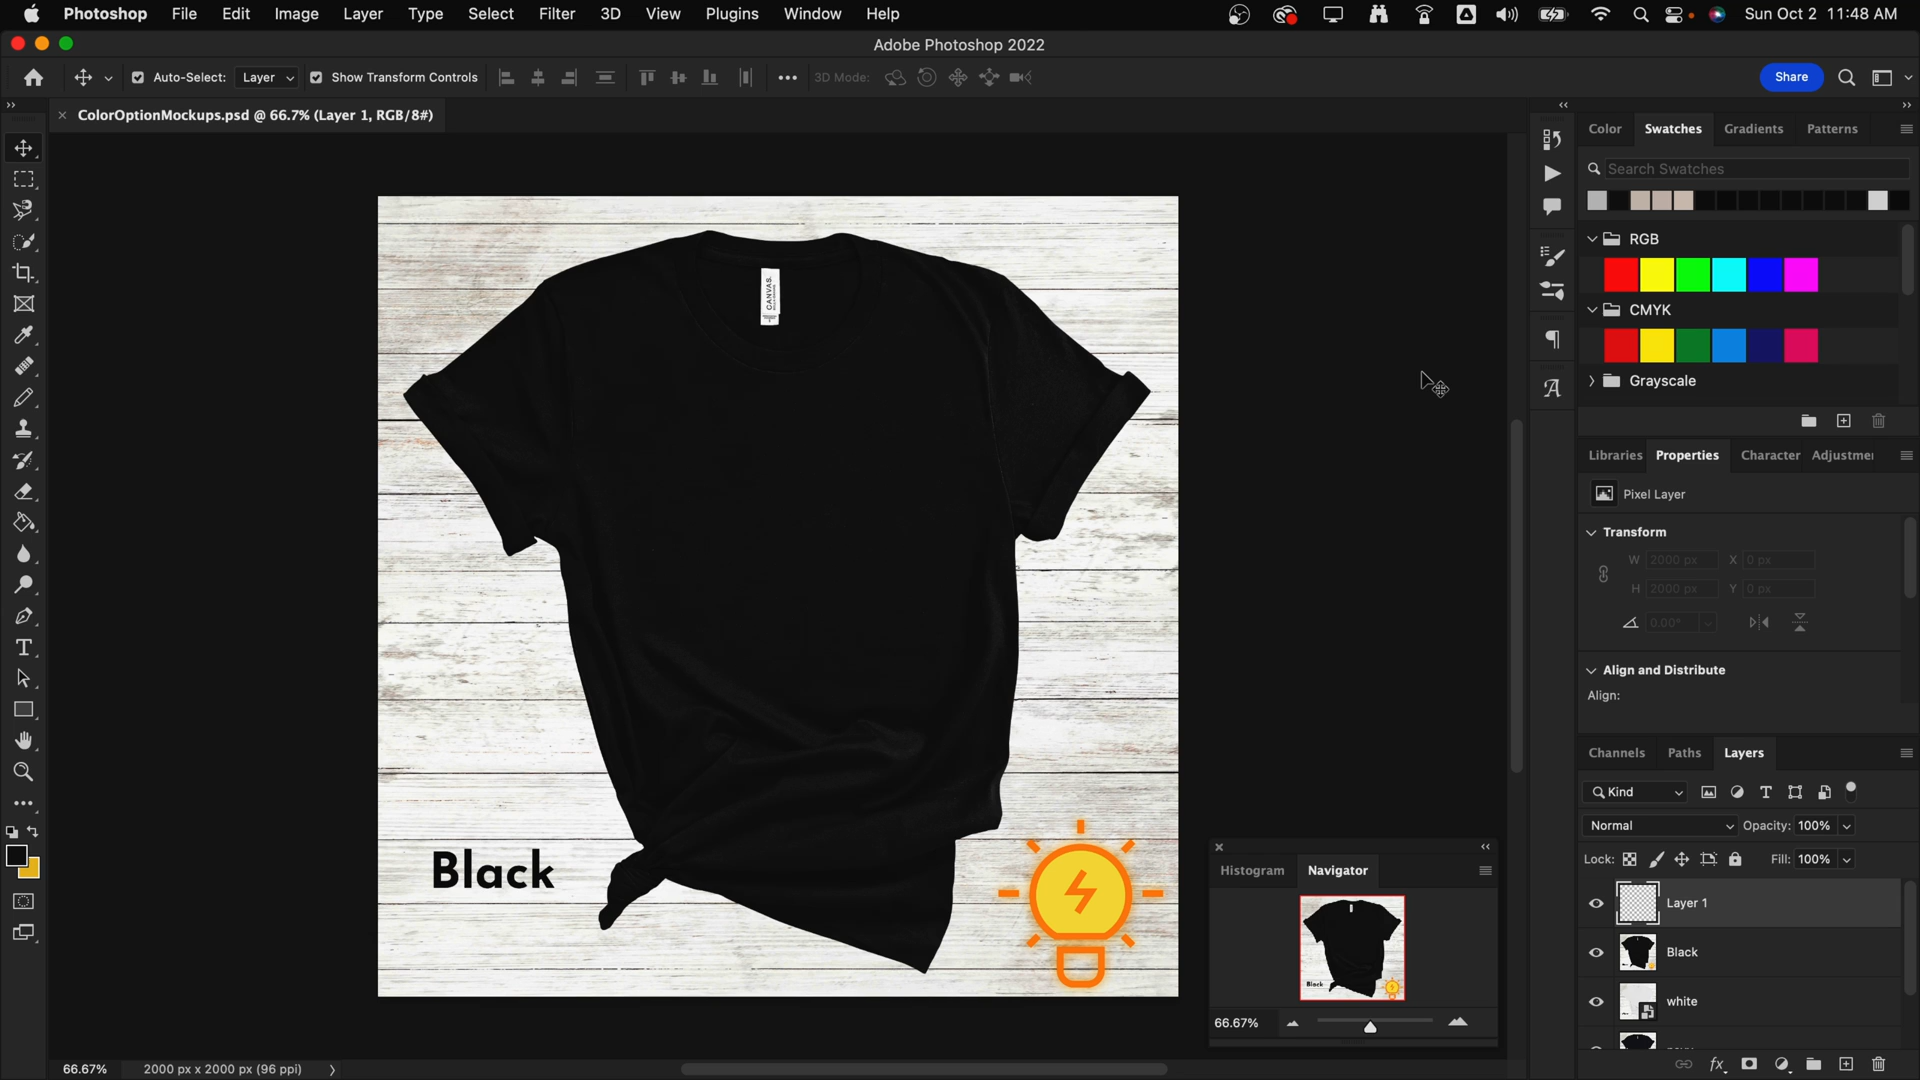 Photoshop File Edit Image Layer Type Select Filter 3D View Plugins Window Help Sun Oct 2 11:48 AM
Adobe Photoshop 2022
Auto-Select: Layer Show Transform Controls 3D Mode: Share
ColorOptionMockups.psd @ 66.7% (Layer 1, RGB/8#)
Color Swatches Gradients Patterns
Search Swatches
RGB
CMYK
Grayscale
CANVAS.
Libraries Properties Character Adjustme
Pixel Layer
Transform
W 2000 px X 0 px
H 2000 px Y 0 px
0.00°
Align and Distribute
Align:
Channels Paths Layers
Kind
Normal Opacity: 100%
Lock: Fill: 100%
Layer 1
Black
white
Black
Histogram Navigator
Black
66.67%
66.67% 2000 px x 2000 px (96 ppi)